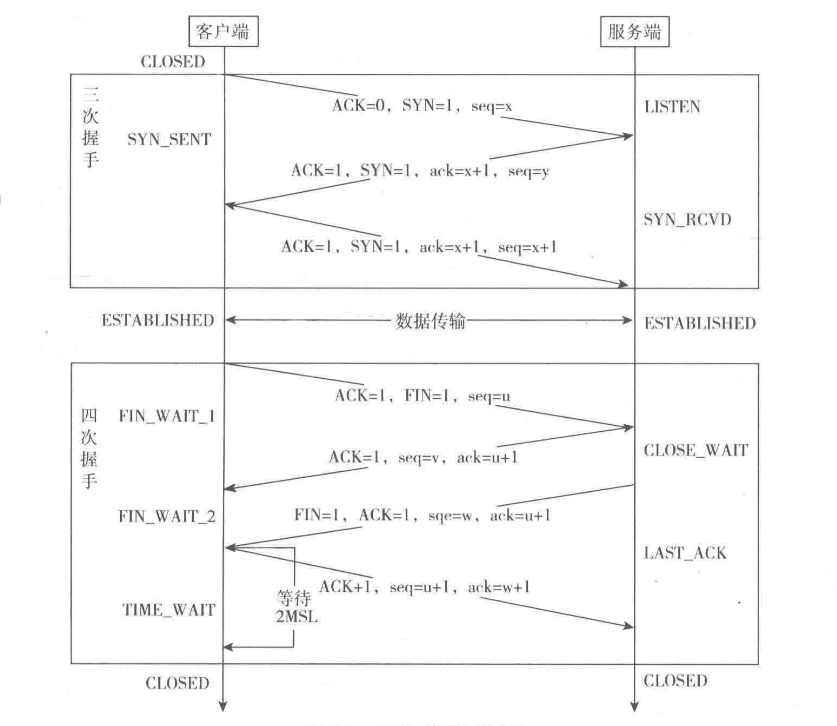 客户端
服务端
CLOSED
三次握手
ACK=0, SYN=1, seq=x
LISTEN
SYN_SENT
ACK=1, SYN=1, ack=x+1, seq=y
SYN_RCVD
ACK=1, SYN=1, ack=x+1, seq=x+1
ESTABLISHED
数据传输
ESTABLISHED
四次握手
ACK=1, FIN=1, seq=u
FIN_WAIT_1
CLOSE_WAIT
ACK=1, seq=v, ack=u+1
FIN_WAIT_2
FIN=1, ACK=1, sqe=w, ack=u+1
LAST_ACK
ACK+1, seq=u+1, ack=w+1
等待
2MSL
TIME_WAIT
CLOSED
CLOSED